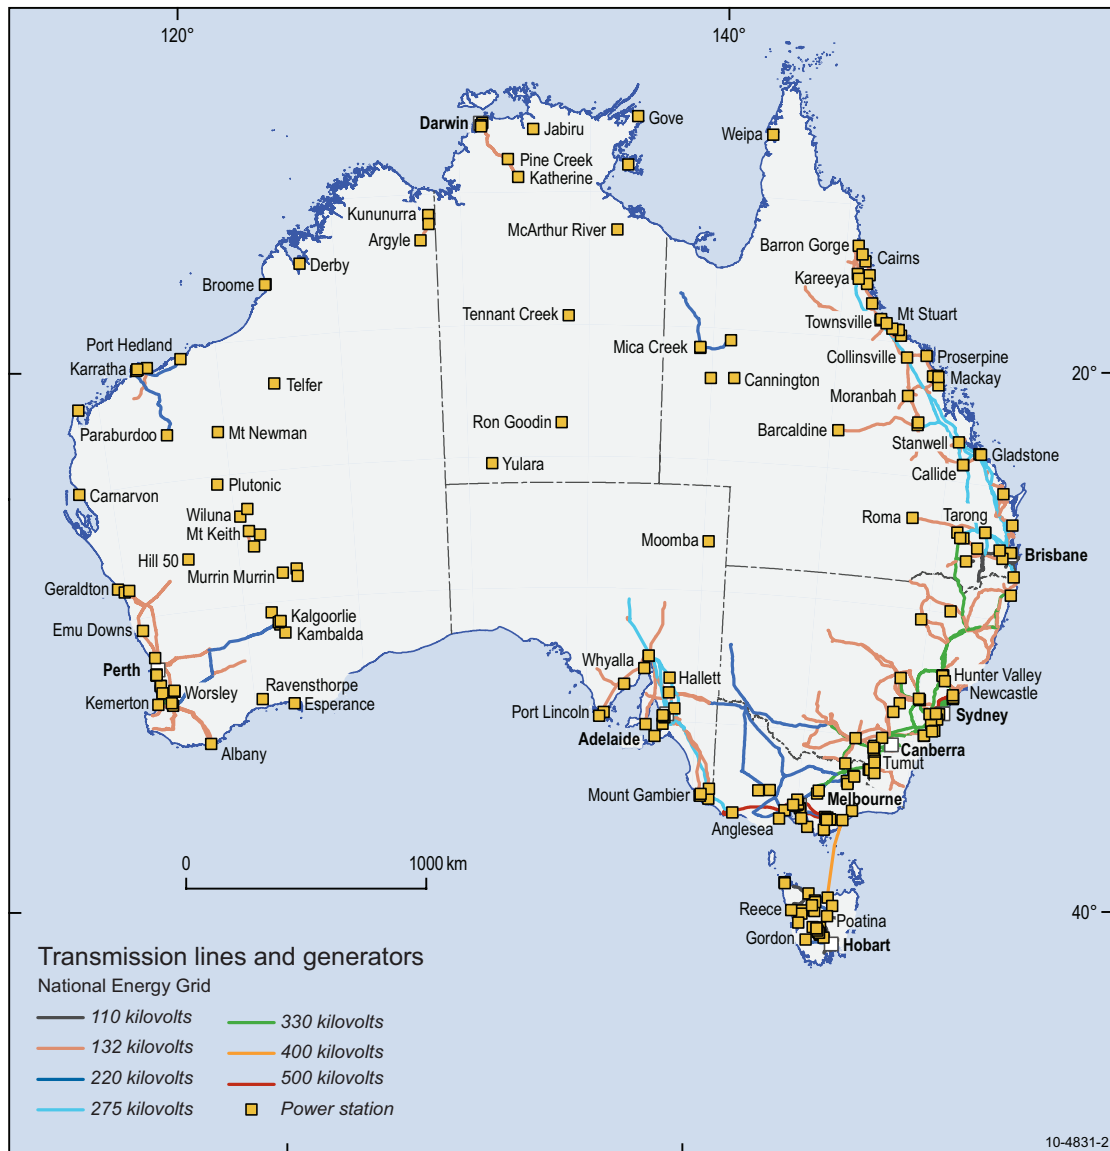 120°
140°
Darwin
Jabiru
Gove
Weipa
Pine Creek
Katherine
Kununurra
Argyle
McArthur River
Barron Gorge
Cairns
Derby
Broome
Kareeya
Tennant Creek
Mt Stuart
Townsville
Port Hedland
Karratha
Mica Creek
Collinsville
Proserpine
20°
Telfer
Cannington
Mackay
Moranbah
Paraburdoo
Mt Newman
Ron Goodin
Barcaldine
Stanwell
Gladstone
Yulara
Callide
Carnarvon
Plutonic
Wiluna
Roma
Tarong
Mt Keith
Moomba
Brisbane
Hill 50
Murrin Murrin
Geraldton
Kalgoorlie
Emu Downs
Kambalda
Perth
Whyalla
Hallett
Hunter Valley
Newcastle
Worsley
Ravensthorpe
Kemerton
Esperance
Port Lincoln
Sydney
Adelaide
Albany
Canberra
Tumut
Mount Gambier
Melbourne
Anglesea
0
1000 km
Reece
Poatina
40°
Gordon
Hobart
Transmission lines and generators
National Energy Grid
110 kilovolts
330 kilovolts
132 kilovolts
400 kilovolts
220 kilovolts
500 kilovolts
275 kilovolts
Power station
10-4831-2